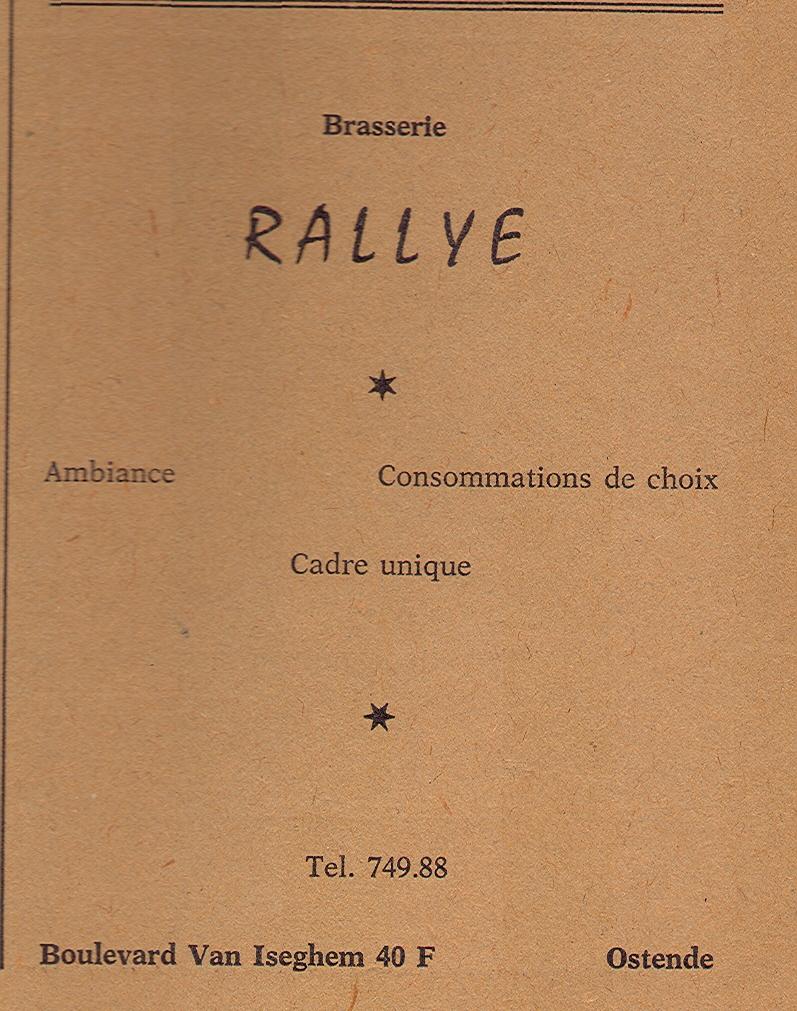 Brasserie
RALLYE
Ambiance Consommations de choix
Cadre unique
Tel. 749.88
Boulevard Van Iseghem 40 F Ostende